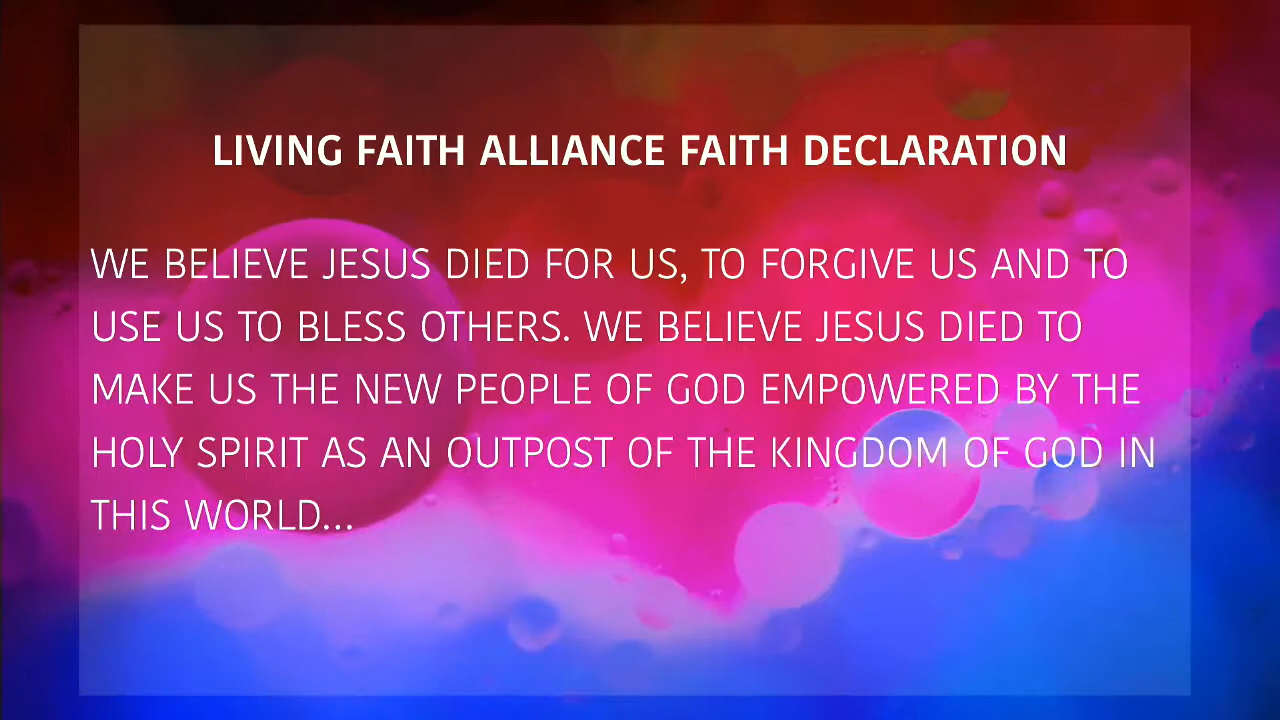 LIVING FAITH ALLIANCE FAITH DECLARATION
WE BELIEVE JESUS DIED FOR US, TO FORGIVE US AND TO
USE US TO BLESS OTHERS. WE BELIEVE JESUS DIED TO
MAKE US THE NEW PEOPLE OF GOD EMPOWERED BY THE
HOLY SPIRIT AS AN OUTPOST OF THE KINGDOM OF GOD IN
THIS WORLD...